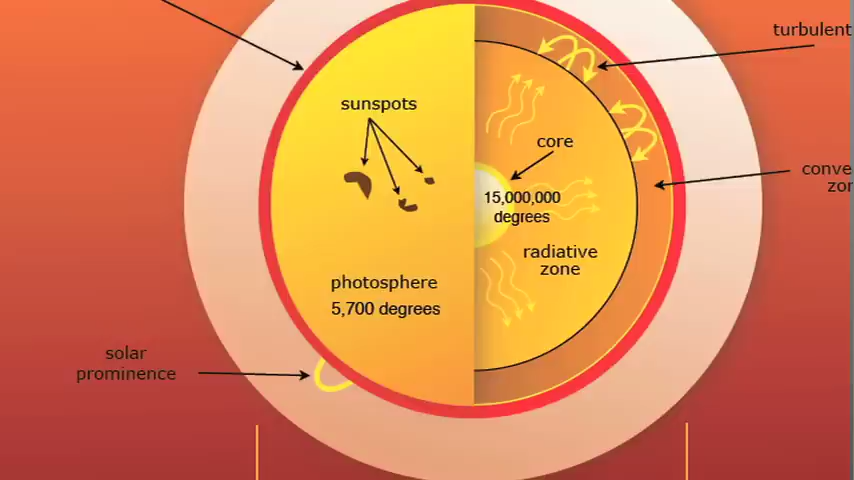 turbulent
sunspots
core
15,000,000
degrees
radiative
zone
photosphere
5,700 degrees
solar
prominence